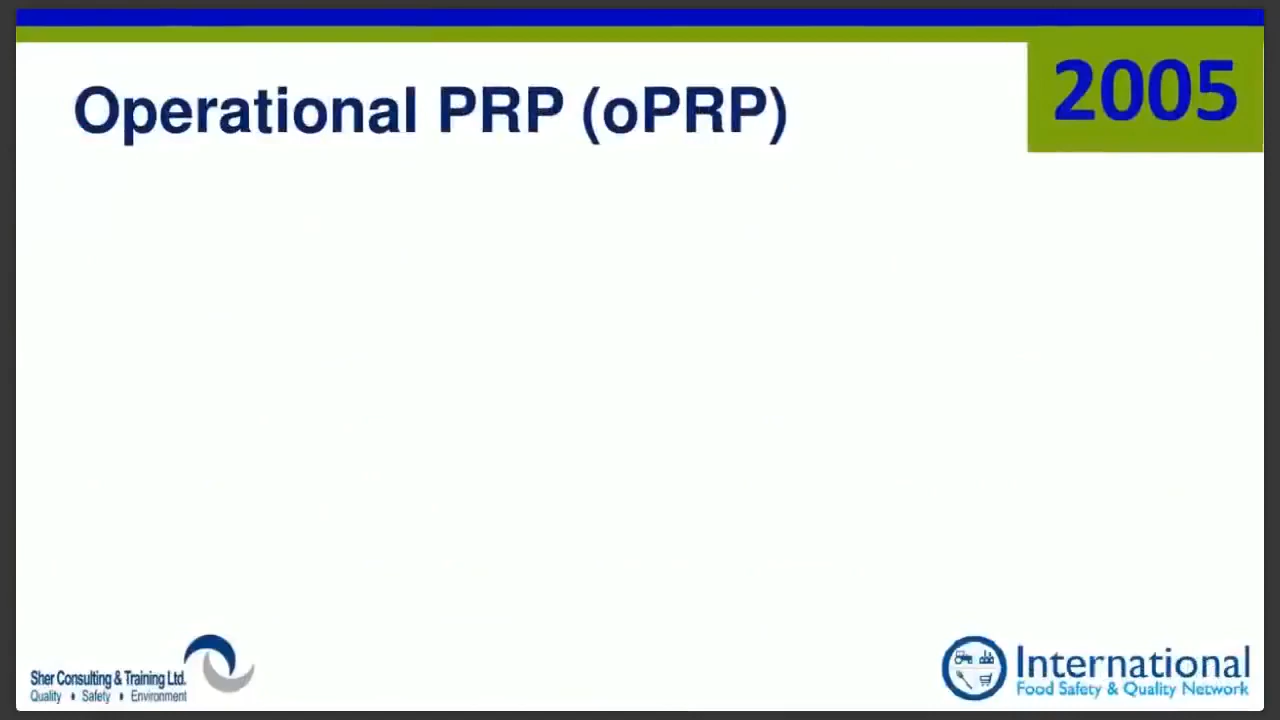 Operational PRP (oPRP)
2005
Sher Consulting & Training Ltd.
Quality • Safety • Environment
International
Food Safety & Quality Network